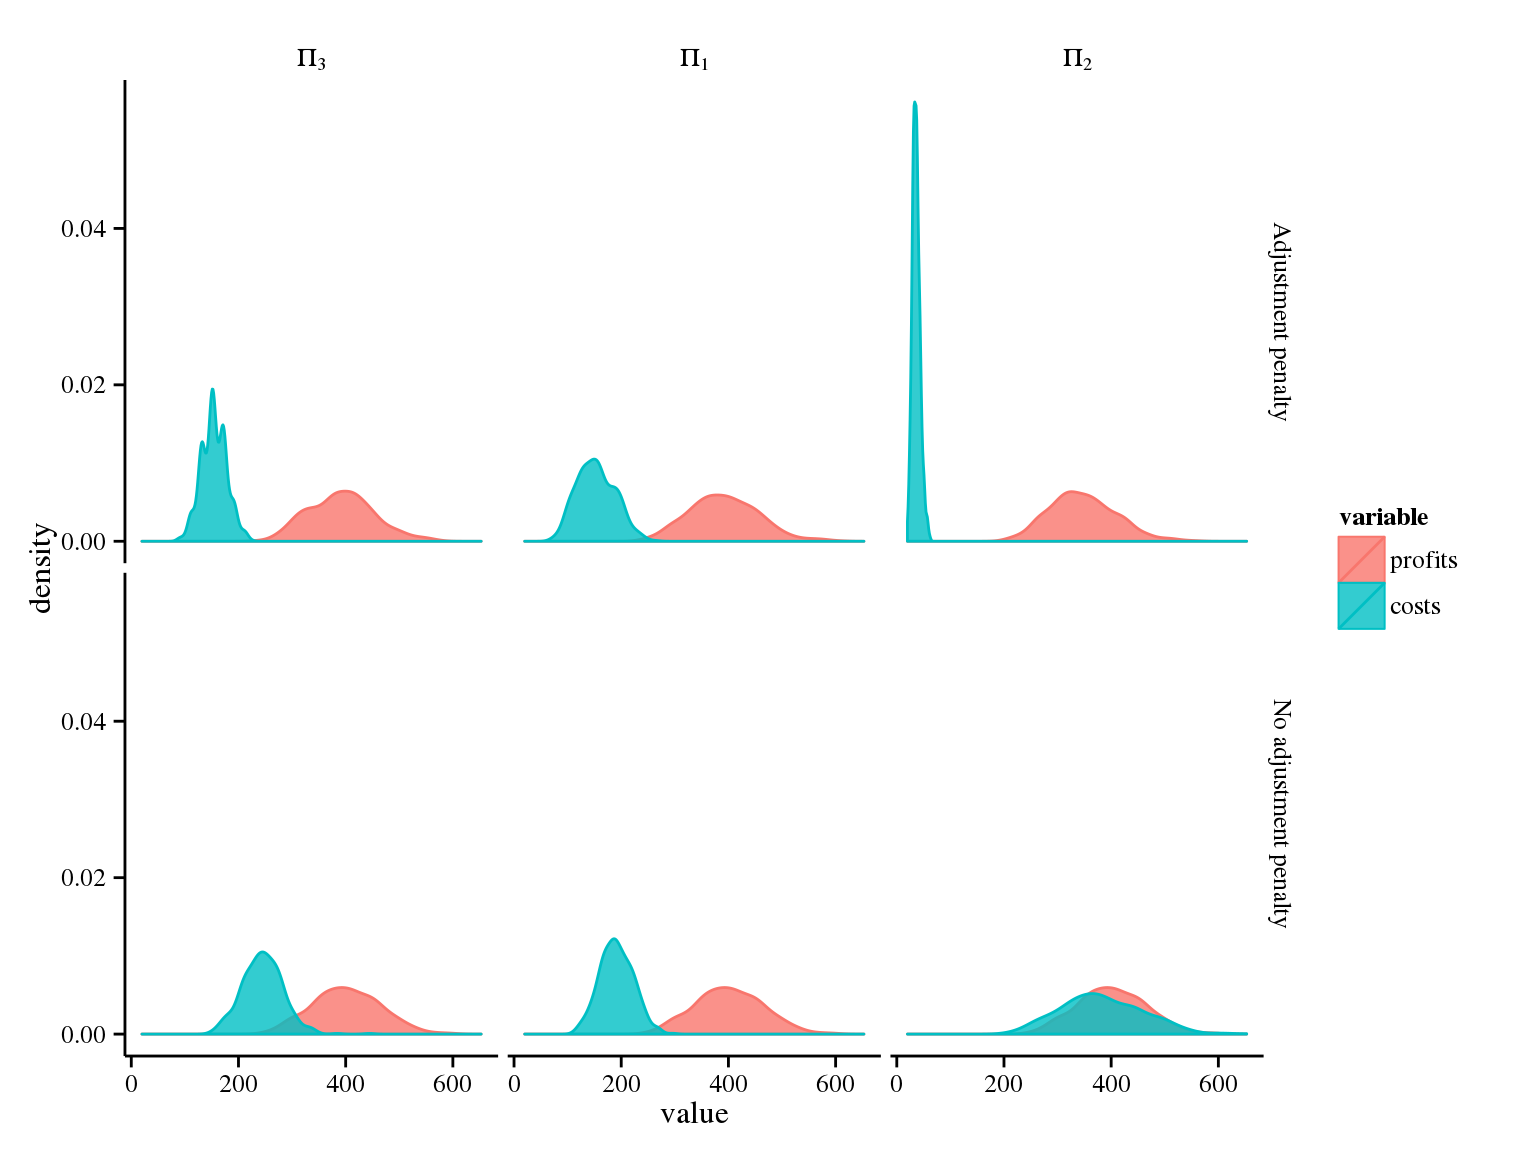 Π₃ Π₁ Π₂
0.04
0.02
0.00
Adjustment penalty
density
variable
profits
costs
0.04
0.02
0.00
No adjustment penalty
0 200 400 600 0 200 400 600 0 200 400 600
value